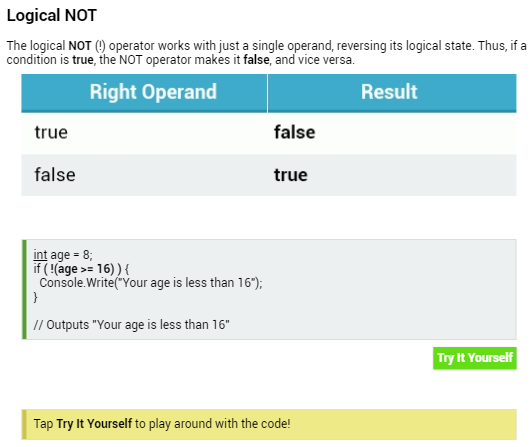 Logical NOT
The logical NOT (!) operator works with just a single operand, reversing its logical state. Thus, if a
condition is true, the NOT operator makes it false, and vice versa.
Right Operand Result
true false
false true
int age = 8;
if ( !(age >= 16) ) {
  Console.Write("Your age is less than 16");
}
// Outputs "Your age is less than 16"
Try It Yourself
Tap Try It Yourself to play around with the code!